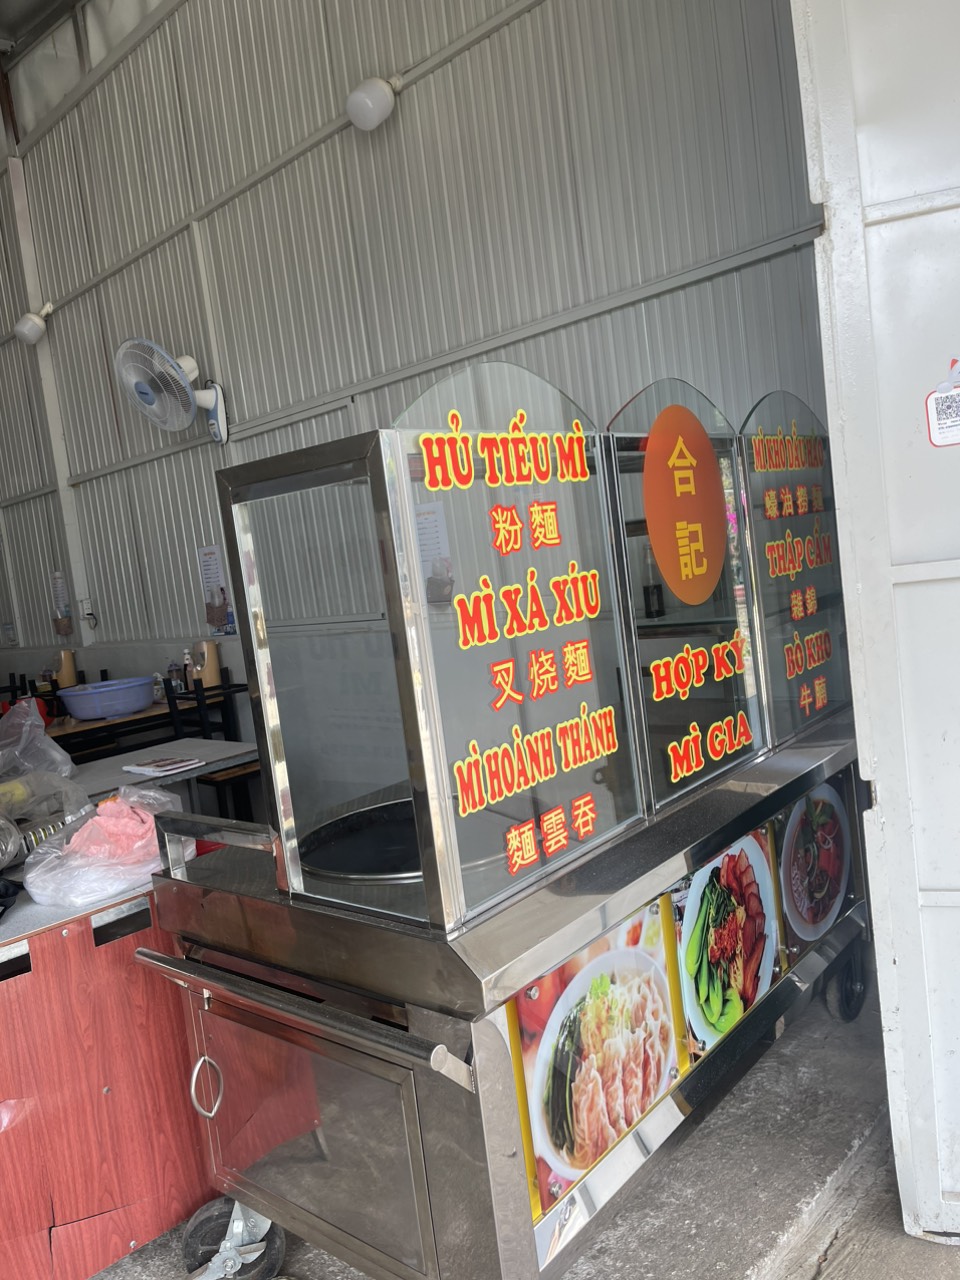 HỦ TIẾU MÌ
粉麵
MÌ XÁ XÍU
叉烧麵
MÌ HOÀNH THÁNH
麵雲吞
合
記
HỢP KÝ
MÌ GIA
MÌ KHÔ DẦU HÀO
蠔油撈麵
THẬP CẨM
雜錦
BÒ KHO
牛腩